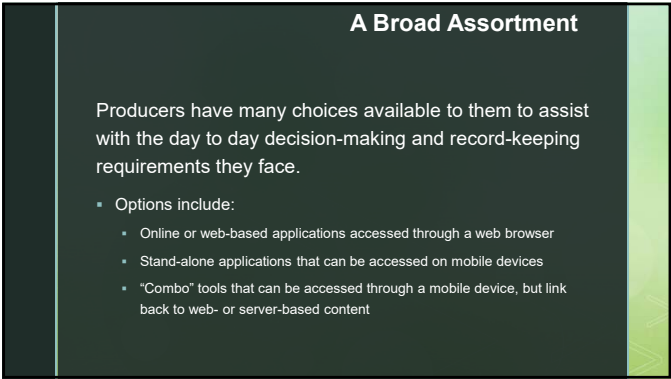 A Broad Assortment
Producers have many choices available to them to assist
with the day to day decision-making and record-keeping
requirements they face.
▪ Options include:
▪ Online or web-based applications accessed through a web browser
▪ Stand-alone applications that can be accessed on mobile devices
▪ “Combo” tools that can be accessed through a mobile device, but link
back to web- or server-based content